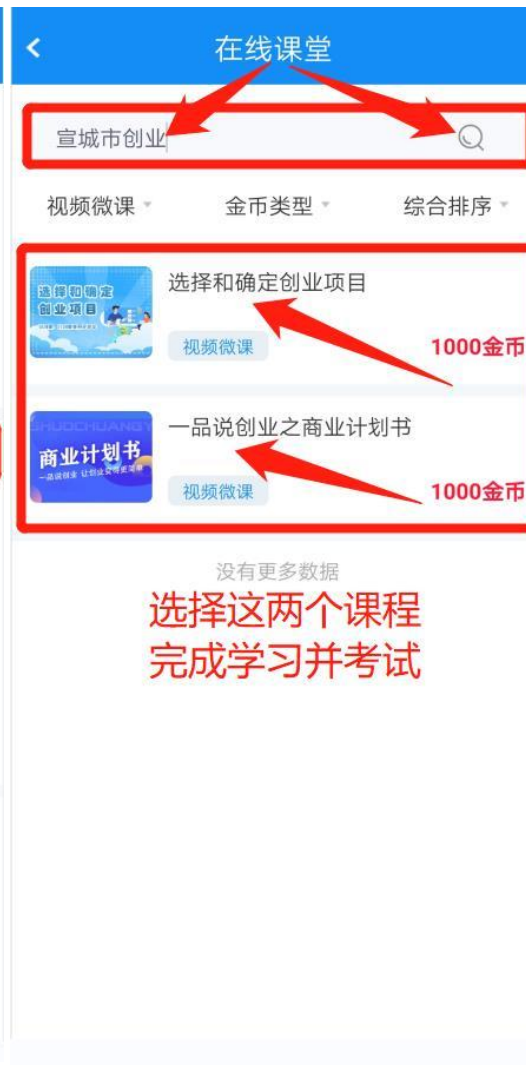 在线课堂
宣城市创业
视频微课 金币类型 综合排序
选择和确定
创业项目
选择和确定创业项目
视频微课 1000金币
商业计划书
一品说创业之商业计划书
视频微课 1000金币
没有更多数据
选择这两个课程
完成学习并考试